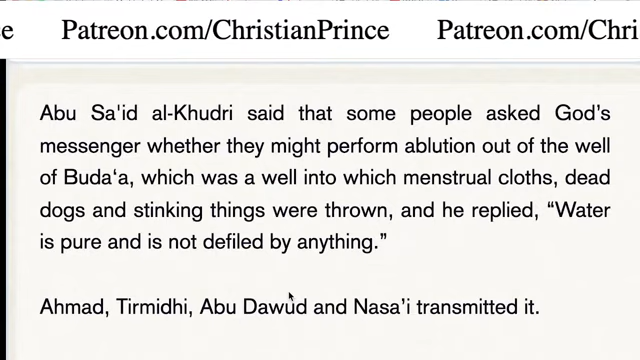 ce Patreon.com/ChristianPrince Patreon.com/Chri
Abu Sa'id al-Khudri said that some people asked God's
messenger whether they might perform ablution out of the well
of Buda‘a, which was a well into which menstrual cloths, dead
dogs and stinking things were thrown, and he replied, “Water
is pure and is not defiled by anything.”
Ahmad, Tirmidhi, Abu Dawud and Nasa’i transmitted it.